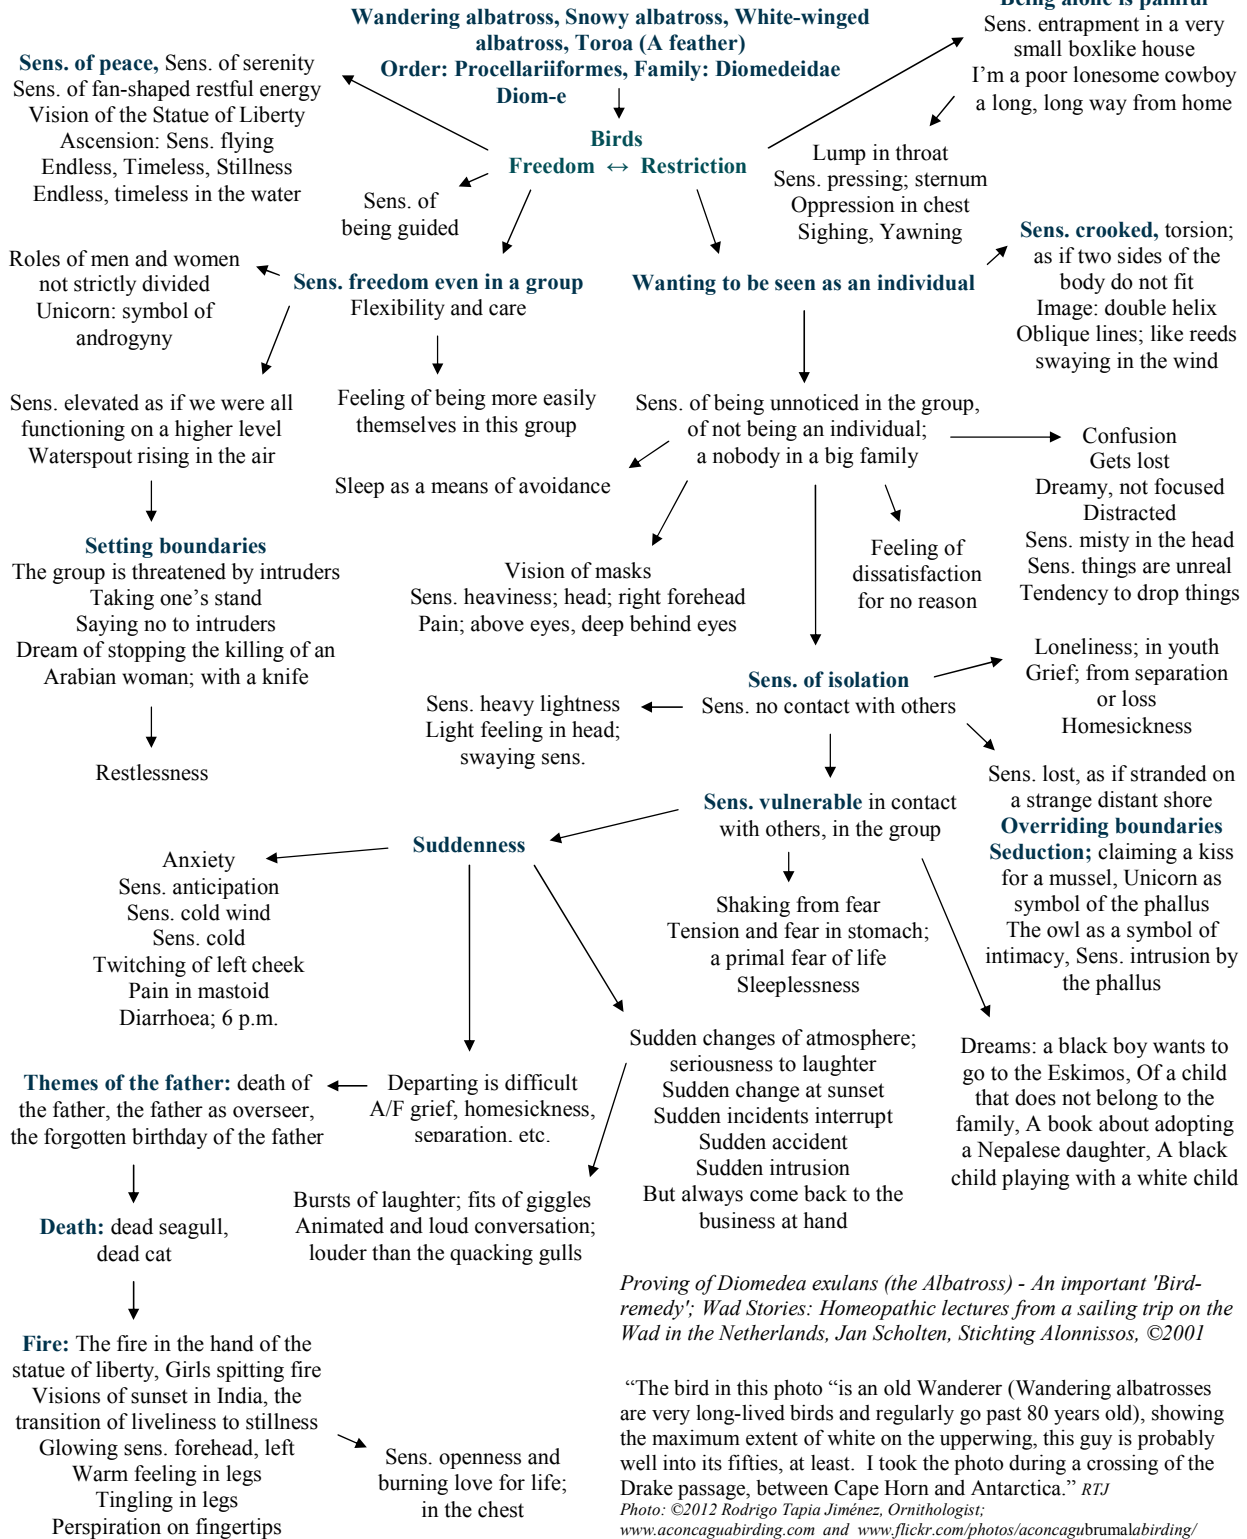 Wandering albatross, Snowy albatross, White-winged
albatross, Toroa (A feather)
Order: Procellariiformes, Family: Diomedeidae
Diom-e
Birds
Freedom ↔ Restriction
Being alone is painful
Sens. entrapment in a very
small boxlike house
I'm a poor lonesome cowboy
a long, long way from home
Sens. of peace, Sens. of serenity
Sens. of fan-shaped restful energy
Vision of the Statue of Liberty
Ascension: Sens. flying
Endless, Timeless, Stillness
Endless, timeless in the water
Sens. of
being guided
Lump in throat
Sens. pressing; sternum
Oppression in chest
Sighing, Yawning
Roles of men and women
not strictly divided
Unicorn: symbol of
androgyny
Sens. freedom even in a group
Flexibility and care
Wanting to be seen as an individual
Sens. crooked, torsion;
as if two sides of the
body do not fit
Image: double helix
Oblique lines; like reeds
swaying in the wind
Sens. elevated as if we were all
functioning on a higher level
Waterspout rising in the air
Feeling of being more easily
themselves in this group
Sens. of being unnoticed in the group,
of not being an individual;
a nobody in a big family
Confusion
Gets lost
Dreamy, not focused
Distracted
Sens. misty in the head
Sens. things are unreal
Tendency to drop things
Sleep as a means of avoidance
Setting boundaries
The group is threatened by intruders
Taking one's stand
Saying no to intruders
Dream of stopping the killing of an
Arabian woman; with a knife
Vision of masks
Sens. heaviness; head; right forehead
Pain; above eyes, deep behind eyes
Feeling of
dissatisfaction
for no reason
Sens. of isolation
Sens. no contact with others
Loneliness; in youth
Grief; from separation
or loss
Homesickness
Sens. heavy lightness
Light feeling in head;
swaying sens.
Restlessness
Sens. lost, as if stranded on
a strange distant shore
Overriding boundaries
Seduction; claiming a kiss
for a mussel, Unicorn as
symbol of the phallus
The owl as a symbol of
intimacy, Sens. intrusion by
the phallus
Sens. vulnerable in contact
with others, in the group
Suddenness
Anxiety
Sens. anticipation
Sens. cold wind
Sens. cold
Twitching of left cheek
Pain in mastoid
Diarrhoea; 6 p.m.
Shaking from fear
Tension and fear in stomach;
a primal fear of life
Sleeplessness
Sudden changes of atmosphere;
seriousness to laughter
Sudden change at sunset
Sudden incidents interrupt
Sudden accident
Sudden intrusion
But always come back to the
business at hand
Dreams: a black boy wants to
go to the Eskimos, Of a child
that does not belong to the
family, A book about adopting
a Nepalese daughter, A black
child playing with a white child
Themes of the father: death of
the father, the father as overseer,
the forgotten birthday of the father
Departing is difficult
A/F grief, homesickness,
separation, etc.
Bursts of laughter; fits of giggles
Animated and loud conversation;
louder than the quacking gulls
Death: dead seagull,
dead cat
Fire: The fire in the hand of the
statue of liberty, Girls spitting fire
Visions of sunset in India, the
transition of liveliness to stillness
Glowing sens. forehead, left
Warm feeling in legs
Tingling in legs
Perspiration on fingertips
Sens. openness and
burning love for life;
in the chest
Proving of Diomedea exulans (the Albatross) - An important 'Bird-
remedy'; Wad Stories: Homeopathic lectures from a sailing trip on the
Wad in the Netherlands, Jan Scholten, Stichting Alonnissos, ©2001
“The bird in this photo “is an old Wanderer (Wandering albatrosses
are very long-lived birds and regularly go past 80 years old), showing
the maximum extent of white on the upperwing, this guy is probably
well into its fifties, at least. I took the photo during a crossing of the
Drake passage, between Cape Horn and Antarctica.” RTJ
Photo: ©2012 Rodrigo Tapia Jiménez, Ornithologist;
www.aconcaguabirding.com and www.flickr.com/photos/aconcagubrumalabirding/